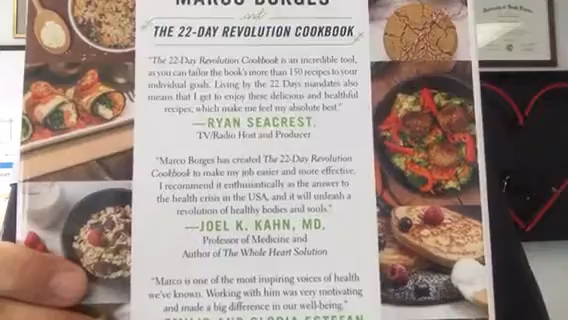 MARCO BORGES
and
THE 22-DAY REVOLUTION COOKBOOK
"The 22-Day Revolution Cookbook is an incredible tool,
as you can tailor the book's more than 150 recipes to your
individual goals. Living by the 22 Days mandates also
means that I get to enjoy these delicious and healthful
recipes, which make me feel my absolute best."
—RYAN SEACREST,
TV/Radio Host and Producer
"Marco Borges has created The 22-Day Revolution
Cookbook to make my job easier and more effective.
I recommend it enthusiastically as the answer to
the health crisis in the USA, and it will unleash a
revolution of healthy bodies and souls."
—JOEL K. KAHN, MD,
Professor of Medicine and
Author of The Whole Heart Solution
"Marco is one of the most inspiring voices of health
we've known. Working with him was very motivating
and made a big difference in our well-being."
—EMILIO AND GLORIA ESTEFAN